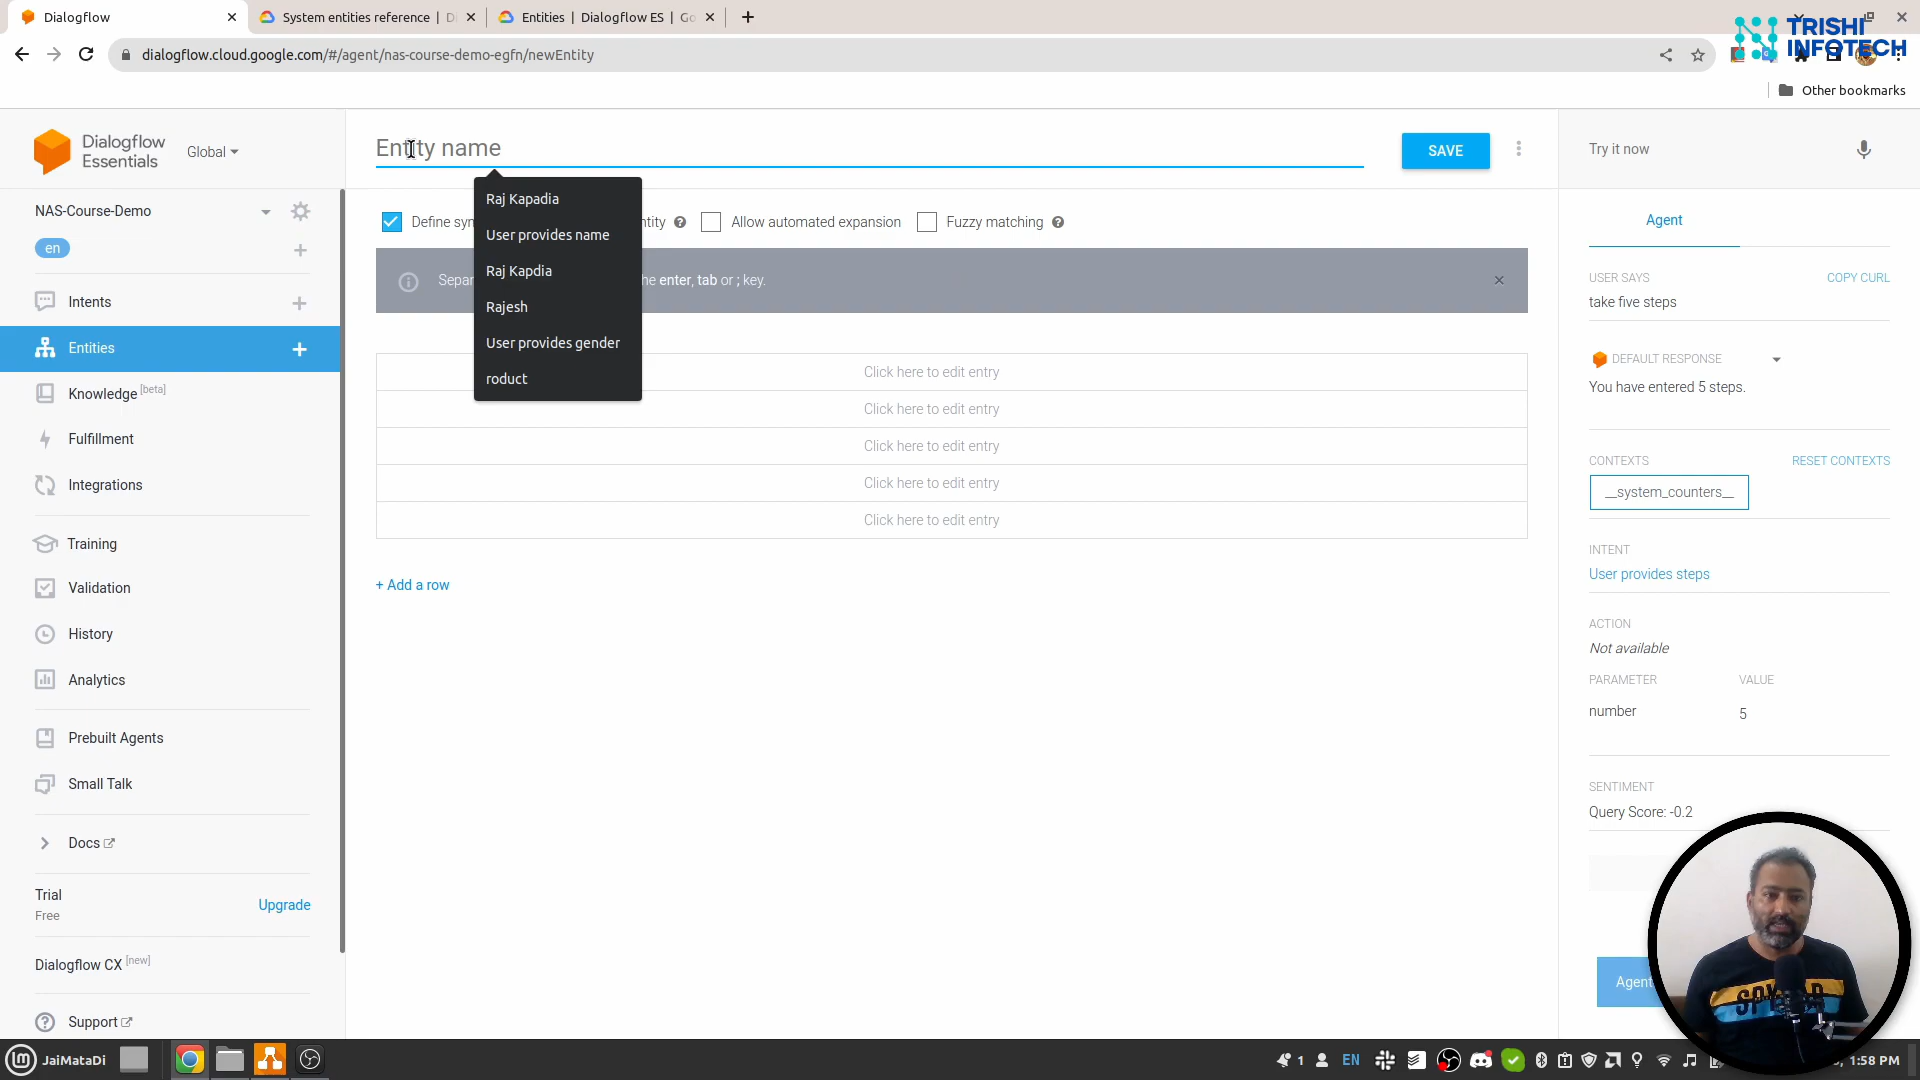 Dialogflow
System entities reference | D
Entities | Dialogflow ES | Go
dialogflow.cloud.google.com/#/agent/nas-course-demo-egfn/newEntity
TRISHI
INFOTECH
Other bookmarks
Dialogflow
Essentials
Global
Entity name
SAVE
Try it now
NAS-Course-Demo
en
Raj Kapadia
User provides name
Raj Kapdia
Rajesh
User provides gender
roduct
Define syn
ntity
Allow automated expansion
Fuzzy matching
Separ
he enter, tab or ; key.
Click here to edit entry
Click here to edit entry
Click here to edit entry
Click here to edit entry
Click here to edit entry
+ Add a row
Intents
Entities
Knowledge [beta]
Fulfillment
Integrations
Training
Validation
History
Analytics
Prebuilt Agents
Small Talk
Docs
Trial
Free
Upgrade
Dialogflow CX [new]
Support
Agent
USER SAYS
COPY CURL
take five steps
DEFAULT RESPONSE
You have entered 5 steps.
CONTEXTS
RESET CONTEXTS
__system_counters__
INTENT
User provides steps
ACTION
Not available
PARAMETER
VALUE
number
5
SENTIMENT
Query Score: -0.2
Agent
JaiMataDi
1
EN
1:58 PM